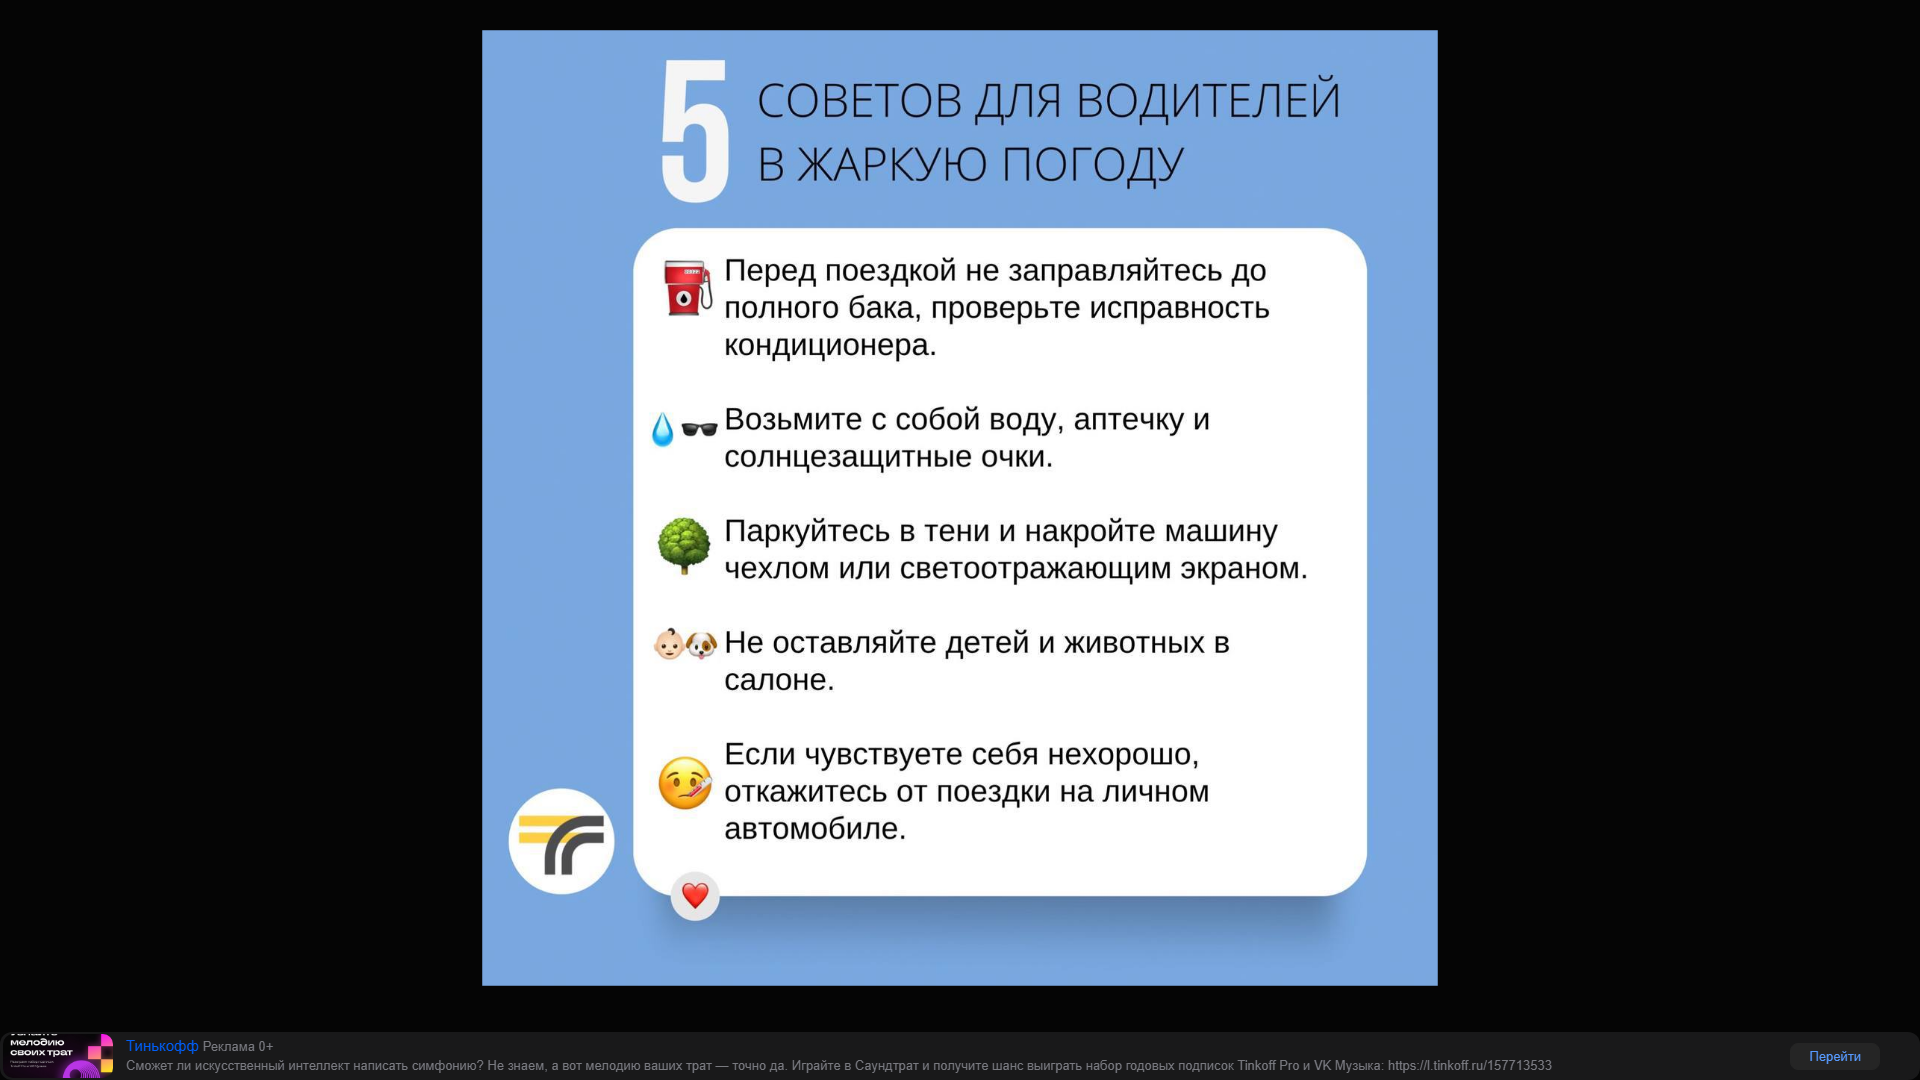 5 СОВЕТОВ ДЛЯ ВОДИТЕЛЕЙ
В ЖАРКУЮ ПОГОДУ
Перед поездкой не заправляйтесь до
полного бака, проверьте исправность
кондиционера.
Возьмите с собой воду, аптечку и
солнцезащитные очки.
Паркуйтесь в тени и накройте машину
чехлом или светоотражающим экраном.
Не оставляйте детей и животных в
салоне.
Если чувствуете себя нехорошо,
откажитесь от поездки на личном
автомобиле.
мелодию
своих трат
Тинькофф Реклама 0+
Сможет ли искусственный интеллект написать симфонию? Не знаем, а вот мелодию ваших трат — точно да. Играйте в Саундтрат и получите шанс выиграть набор годовых подписок Tinkoff Pro и VK Музыка: https://l.tinkoff.ru/157713533
Перейти